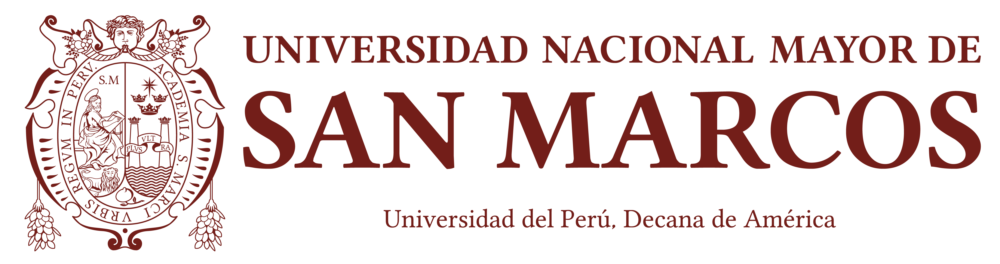 ACADEMIA S. MARCI VRBIS REGVM IN PERV.
S.M
PLVS VLT RA
UNIVERSIDAD NACIONAL MAYOR DE
SAN MARCOS
Universidad del Perú, Decana de América